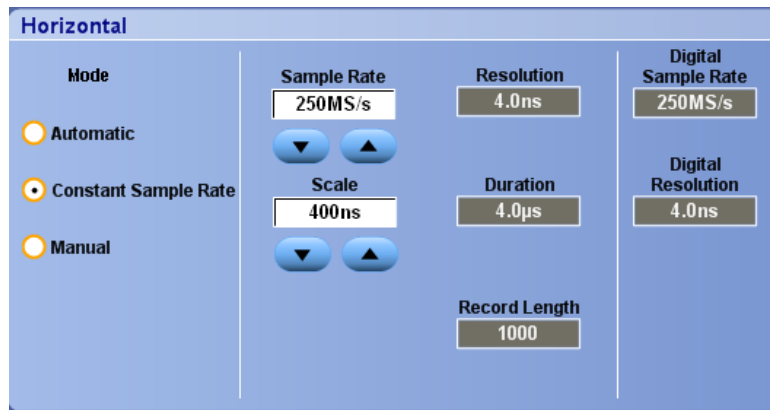 Horizontal
Mode
Automatic
Constant Sample Rate
Manual
Sample Rate
250MS/s
Scale
400ns
Resolution
4.0ns
Duration
4.0µs
Record Length
1000
Digital
Sample Rate
250MS/s
Digital
Resolution
4.0ns